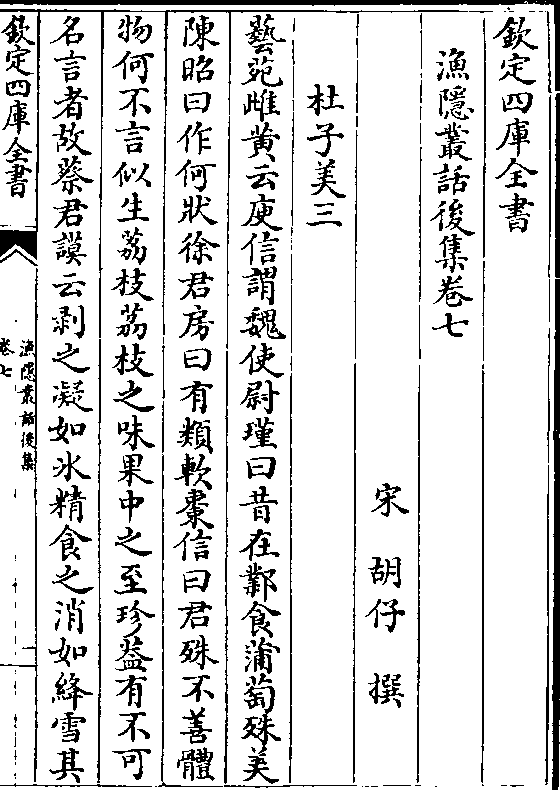 欽定四庫全書
漁隱叢話後集卷七
宋 胡仔 撰
杜子美三
藝苑雌黃云庾信謂魏使尉瑾曰昔在鄴食蒲萄殊美
陳昭曰作何狀徐君房曰有類軟棗信曰君殊不善體
物何不言似生荔枝荔枝之味果中之至珍葢有不可
名言者故蔡君謨云剥之凝如水精食之消如絳雪其
欽定四庫全書
漁隱叢話後集
卷七
一